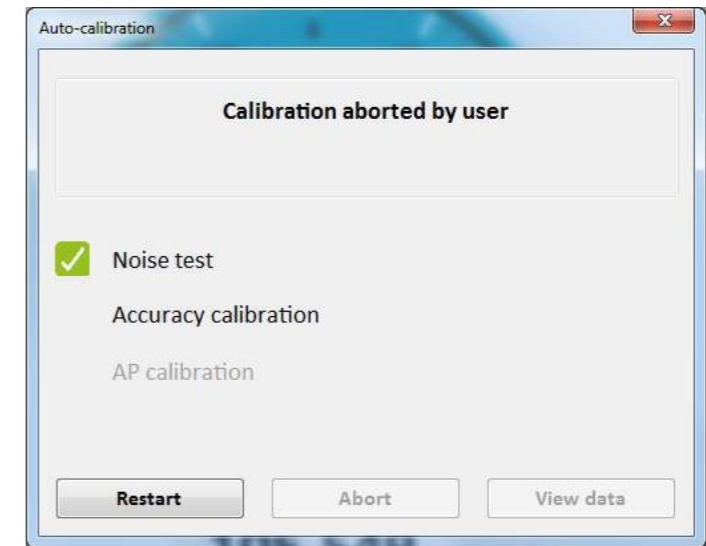 Auto-calibration
Calibration aborted by user
Noise test
Accuracy calibration
AP calibration
Restart
Abort
View data